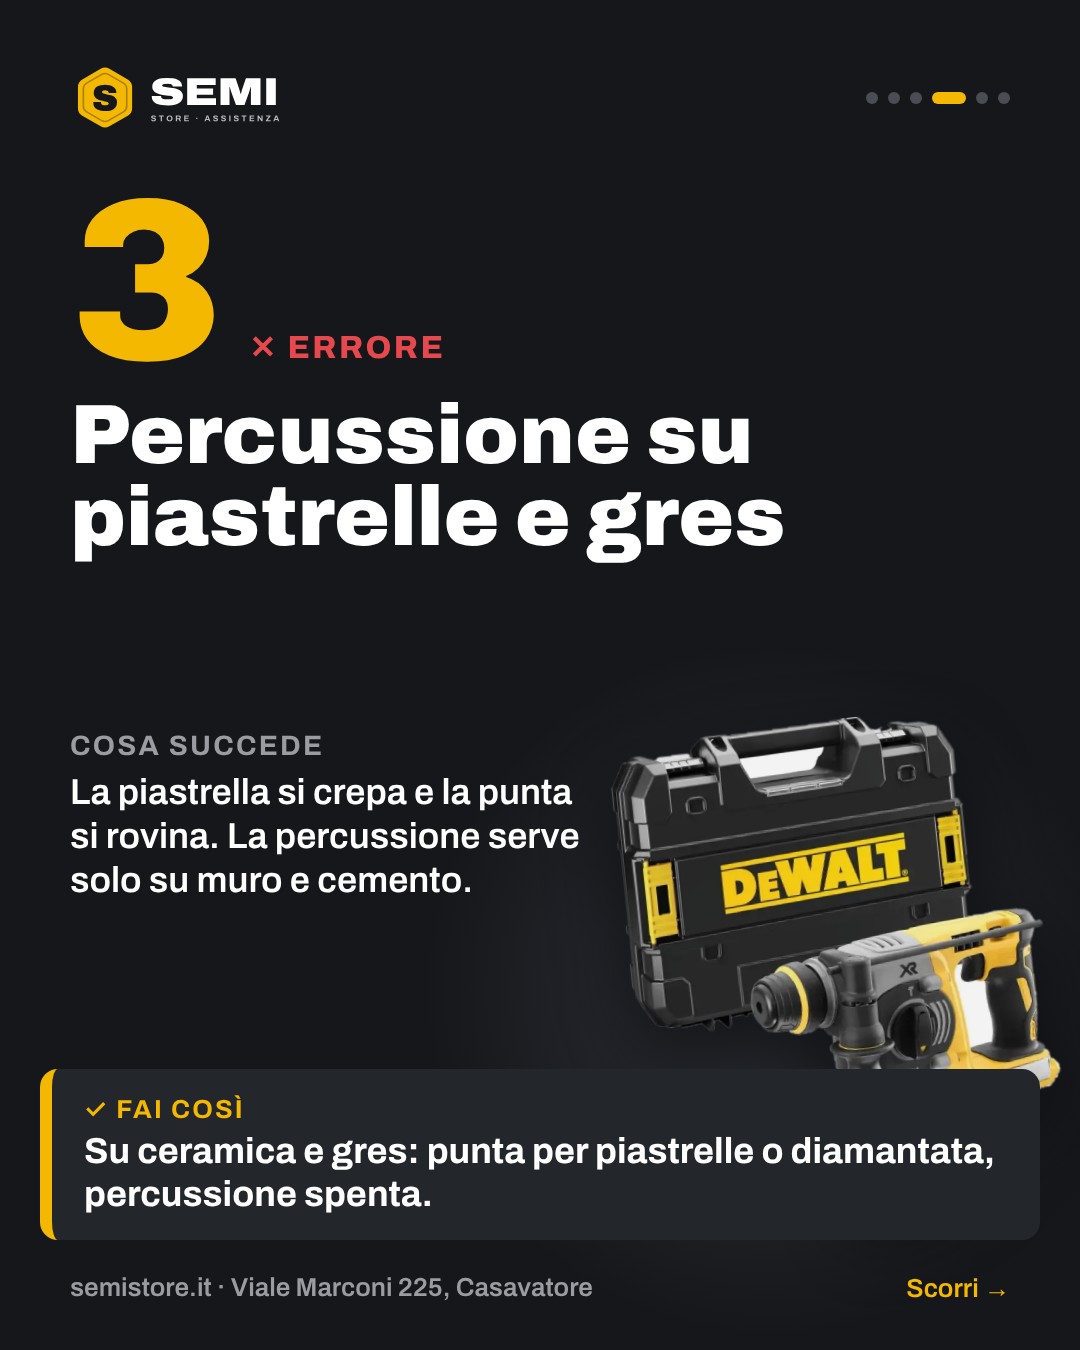 S SEMI
STORE · ASSISTENZA
3
× ERRORE
Percussione su
piastrelle e gres
COSA SUCCEDE
La piastrella si crepa e la punta
si rovina. La percussione serve
solo su muro e cemento.
DEWALT
XR
✓ FAI COSÌ
Su ceramica e gres: punta per piastrelle o diamantata,
percussione spenta.
semistore.it · Viale Marconi 225, Casavatore
Scorri →